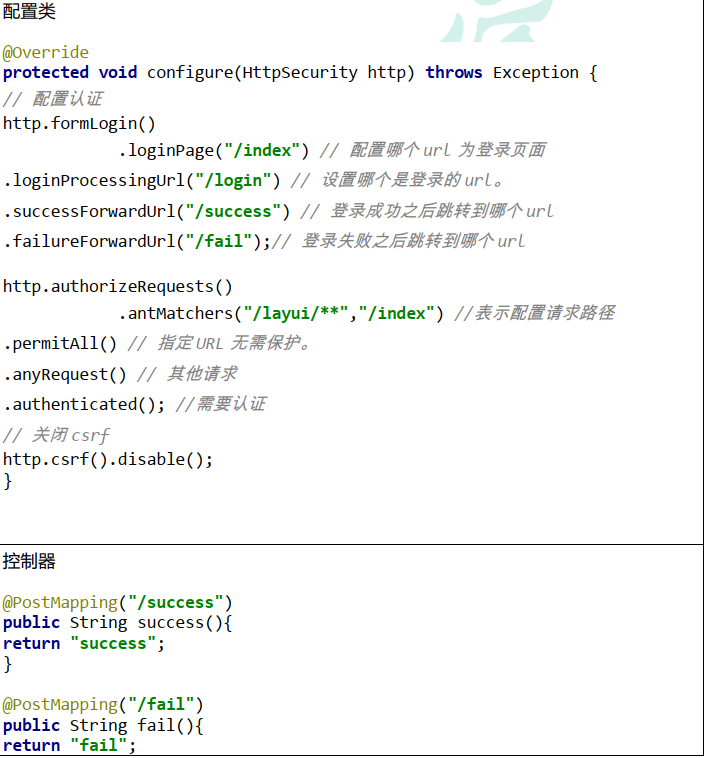 配置类
@Override
protected void configure(HttpSecurity http) throws Exception {
// 配置认证
http.formLogin()
.loginPage("/index") // 配置哪个 url 为登录页面
.loginProcessingUrl("/login") // 设置哪个是登录的 url。
.successForwardUrl("/success") // 登录成功之后跳转到哪个 url
.failureForwardUrl("/fail");// 登录失败之后跳转到哪个 url
http.authorizeRequests()
.antMatchers("/layui/**","/index") //表示配置请求路径
.permitAll() // 指定 URL 无需保护。
.anyRequest() // 其他请求
.authenticated(); //需要认证
// 关闭 csrf
http.csrf().disable();
}
控制器
@PostMapping("/success")
public String success(){
return "success";
}
@PostMapping("/fail")
public String fail(){
return "fail";